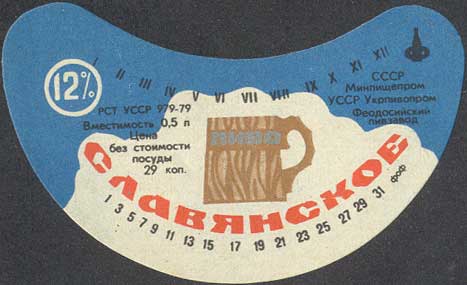 12%
I II III IV V VI VII VIII IX X XI XII
РСТ УССР 979-79
Вместимость 0,5 л
Цена
без стоимости
посуды
29 коп.
СССР
Минпищепром
УССР Укрпивопром
Феодосийский
пивзавод
СЛАВЯНСКОЕ
1 3 5 7 9 11 13 15 17 19 21 23 25 27 29 31 фоф